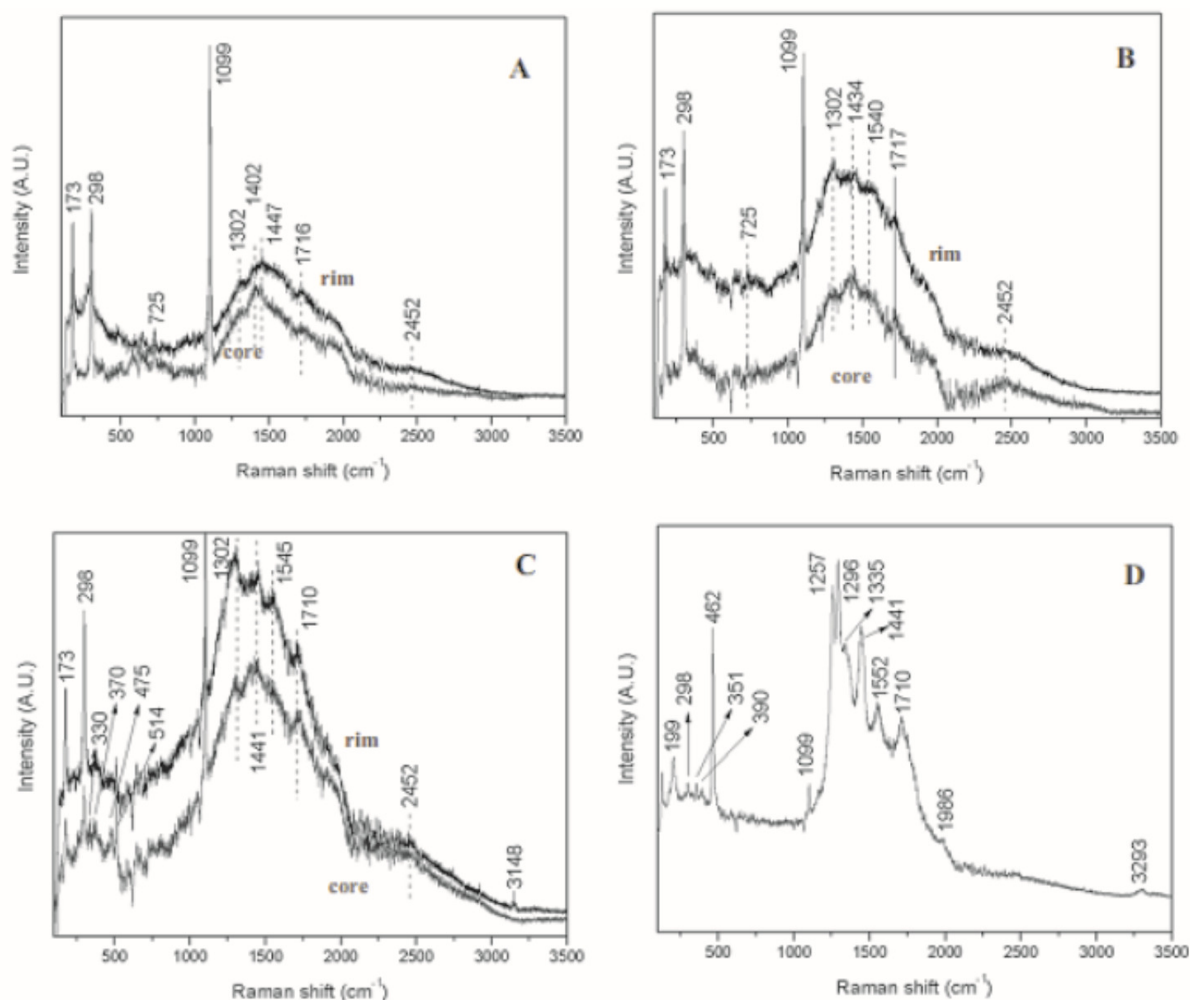 A
1099
173
298
725
1302
1402
1447
1716
2452
rim
core
Intensity (A.U.)
500 1000 1500 2000 2500 3000 3500
Raman shift (cm⁻¹)
B
1099
173
298
725
1302
1434
1540
1717
2452
rim
core
Intensity (A.U.)
500 1000 1500 2000 2500 3000 3500
Raman shift (cm⁻¹)
C
173
298
330
370
475
514
1099
1302
1441
1545
1710
2452
3148
rim
core
Intensity (A.U.)
500 1000 1500 2000 2500 3000 3500
Raman shift (cm⁻¹)
D
199
298
351
390
462
1099
1257
1296
1335
1441
1552
1710
1986
3293
Intensity (A.U.)
500 1000 1500 2000 2500 3000 3500
Raman shift (cm⁻¹)